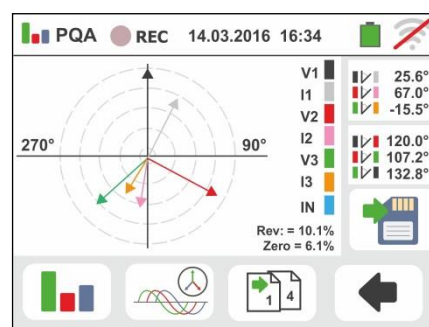 PQA REC 14.03.2016 16:34
V1
I1
V2
I2
V3
I3
IN
270°
90°
25.6°
67.0°
-15.5°
120.0°
107.2°
132.8°
Rev: = 10.1%
Zero = 6.1%
1 4